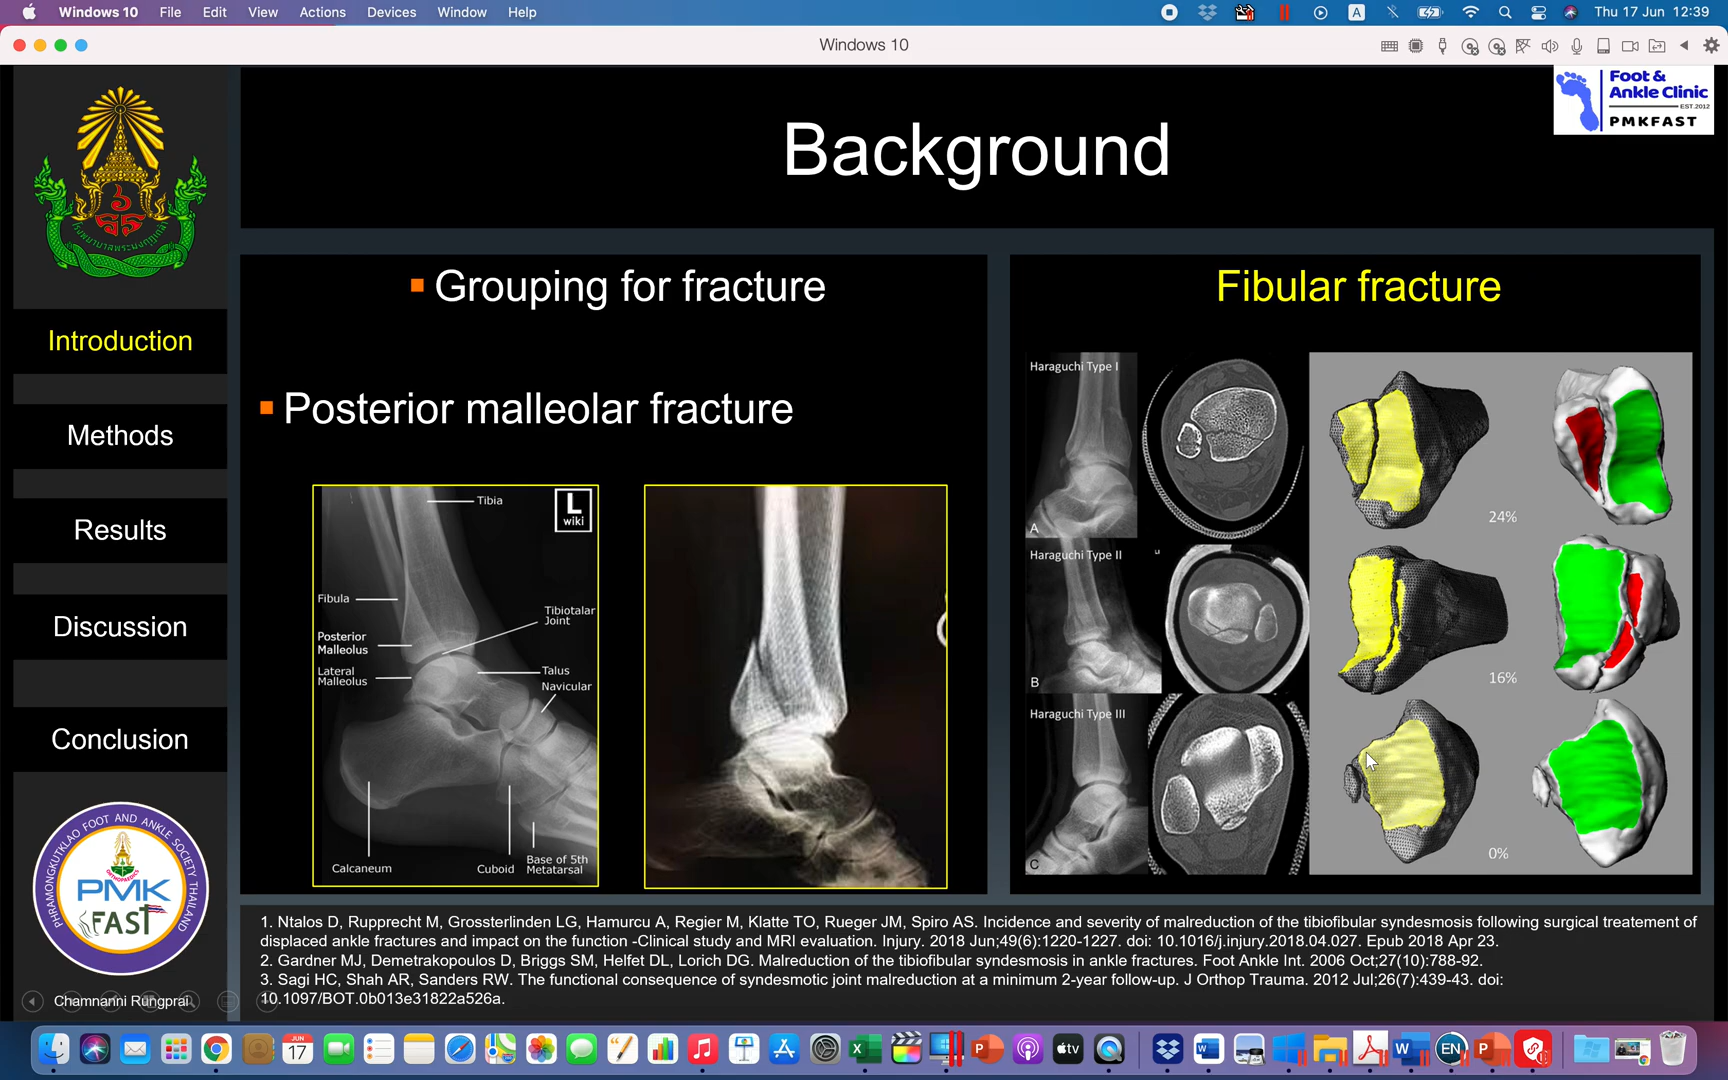 Windows 10 File Edit View Actions Devices Window Help
A
Thu 17 Jun 12:39
Windows 10
Foot &
Ankle Clinic
EST.2012
PMKFAST
Background
Introduction
Methods
Results
Discussion
Conclusion
PHRAMONGKUTKLAO FOOT AND ANKLE SOCIETY THAILAND
ORTHOPAEDICS
PMK
FAST
Grouping for fracture
Posterior malleolar fracture
L
wiki
Tibia
Fibula
Tibiotalar
Joint
Posterior
Malleolus
Lateral
Malleolus
Talus
Navicular
Calcaneum
Cuboid
Base of 5th
Metatarsal
Fibular fracture
Haraguchi Type I
A
24%
Haraguchi Type II
B
16%
Haraguchi Type III
C
0%
1. Ntalos D, Rupprecht M, Grossterlinden LG, Hamurcu A, Regier M, Klatte TO, Rueger JM, Spiro AS. Incidence and severity of malreduction of the tibiofibular syndesmosis following surgical treatement of
displaced ankle fractures and impact on the function -Clinical study and MRI evaluation. Injury. 2018 Jun;49(6):1220-1227. doi: 10.1016/j.injury.2018.04.027. Epub 2018 Apr 23.
2. Gardner MJ, Demetrakopoulos D, Briggs SM, Helfet DL, Lorich DG. Malreduction of the tibiofibular syndesmosis in ankle fractures. Foot Ankle Int. 2006 Oct;27(10):788-92.
3. Sagi HC, Shah AR, Sanders RW. The functional consequence of syndesmotic joint malreduction at a minimum 2-year follow-up. J Orthop Trauma. 2012 Jul;26(7):439-43. doi:
10.1097/BOT.0b013e31822a526a.
Chamnanni Rungprai
JUN
17
tv
EN